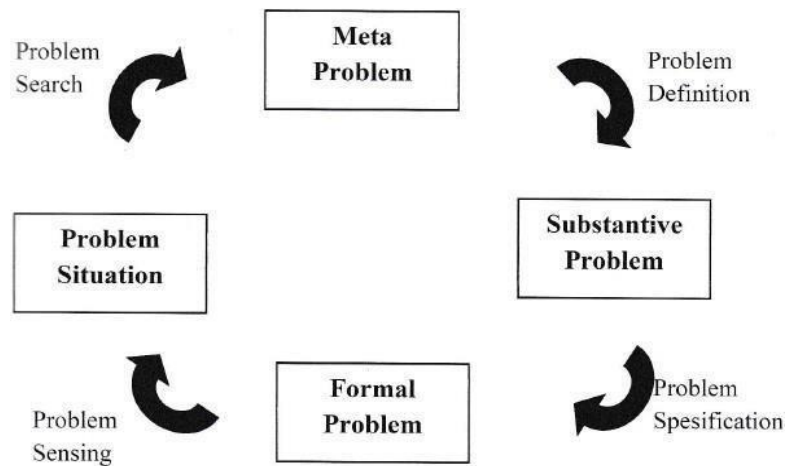 Meta
Problem
Problem
Search
Problem
Definition
Problem
Situation
Substantive
Problem
Formal
Problem
Problem
Sensing
Problem
Spesification